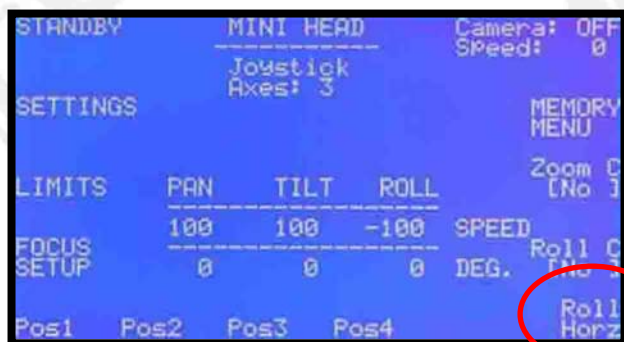 STANDBY MINI HEAD Camera: OFF
Speed: 0
Joystick
Axes: 3
SETTINGS MEMORY
MENU
Zoom C
LIMITS PAN TILT ROLL [No ]
100 100 -100 SPEED
FOCUS Roll C
SETUP 0 0 0 DEG. [No ]
Roll
Pos1 Pos2 Pos3 Pos4 Horz